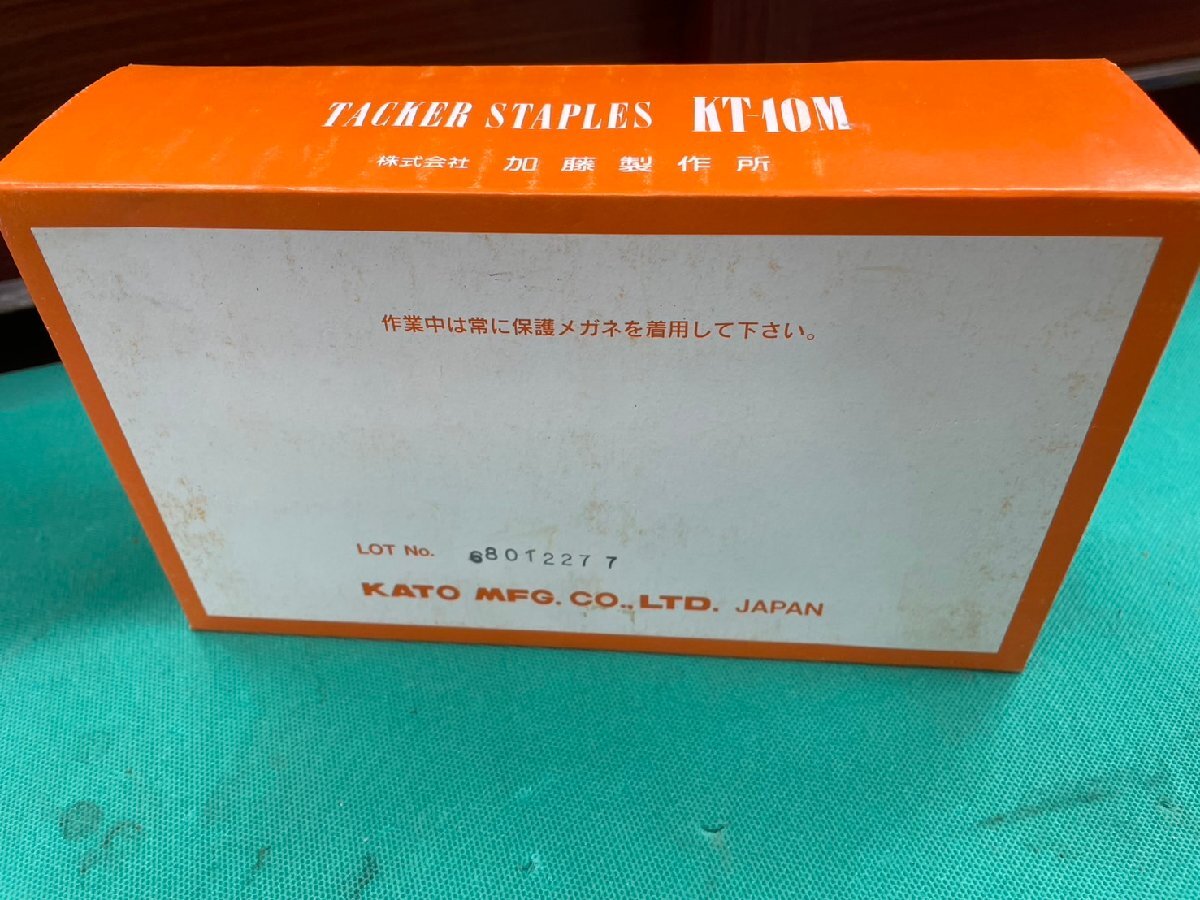 TACKER STAPLES KT-10M
株式会社 加藤製作所
作業中は常に保護メガネを着用して下さい。
LOT No. 68012277
KATO MFG. CO., LTD. JAPAN